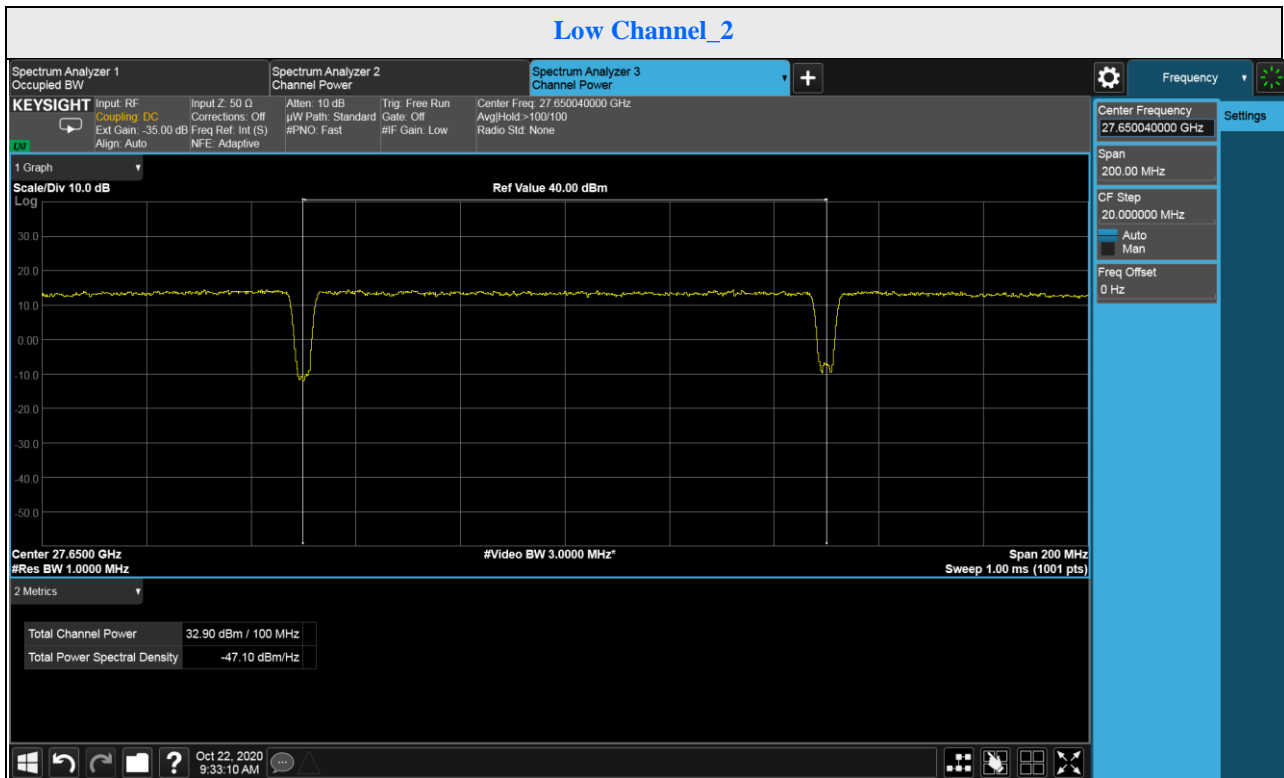 Low Channel_2
Spectrum Analyzer 1
Occupied BW
Spectrum Analyzer 2
Channel Power
Spectrum Analyzer 3
Channel Power
Frequency
KEYSIGHT
Input: RF
Coupling: DC
Ext Gain: -35.00 dB
Align: Auto
Input Z: 50 Ω
Corrections: Off
Freq Ref: Int (S)
NFE: Adaptive
Atten: 10 dB
µW Path: Standard
#PNO: Fast
Trig: Free Run
Gate: Off
#IF Gain: Low
Center Freq: 27.650040000 GHz
Avg|Hold:>100/100
Radio Std: None
LXI
Center Frequency
27.650040000 GHz
Settings
Span
200.00 MHz
CF Step
20.000000 MHz
Auto
Man
Freq Offset
0 Hz
1 Graph
Scale/Div 10.0 dB
Ref Value 40.00 dBm
Log
30.0
20.0
10.0
0.00
-10.0
-20.0
-30.0
-40.0
-50.0
Center 27.6500 GHz
#Video BW 3.0000 MHz*
Span 200 MHz
#Res BW 1.0000 MHz
Sweep 1.00 ms (1001 pts)
2 Metrics
Total Channel Power 32.90 dBm / 100 MHz
Total Power Spectral Density -47.10 dBm/Hz
Oct 22, 2020
9:33:10 AM